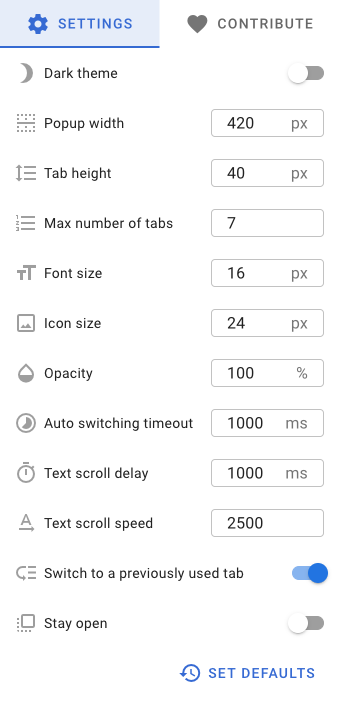 SETTINGS CONTRIBUTE
Dark theme
Popup width 420 px
Tab height 40 px
Max number of tabs 7
Font size 16 px
Icon size 24 px
Opacity 100 %
Auto switching timeout 1000 ms
Text scroll delay 1000 ms
Text scroll speed 2500
Switch to a previously used tab
Stay open
SET DEFAULTS